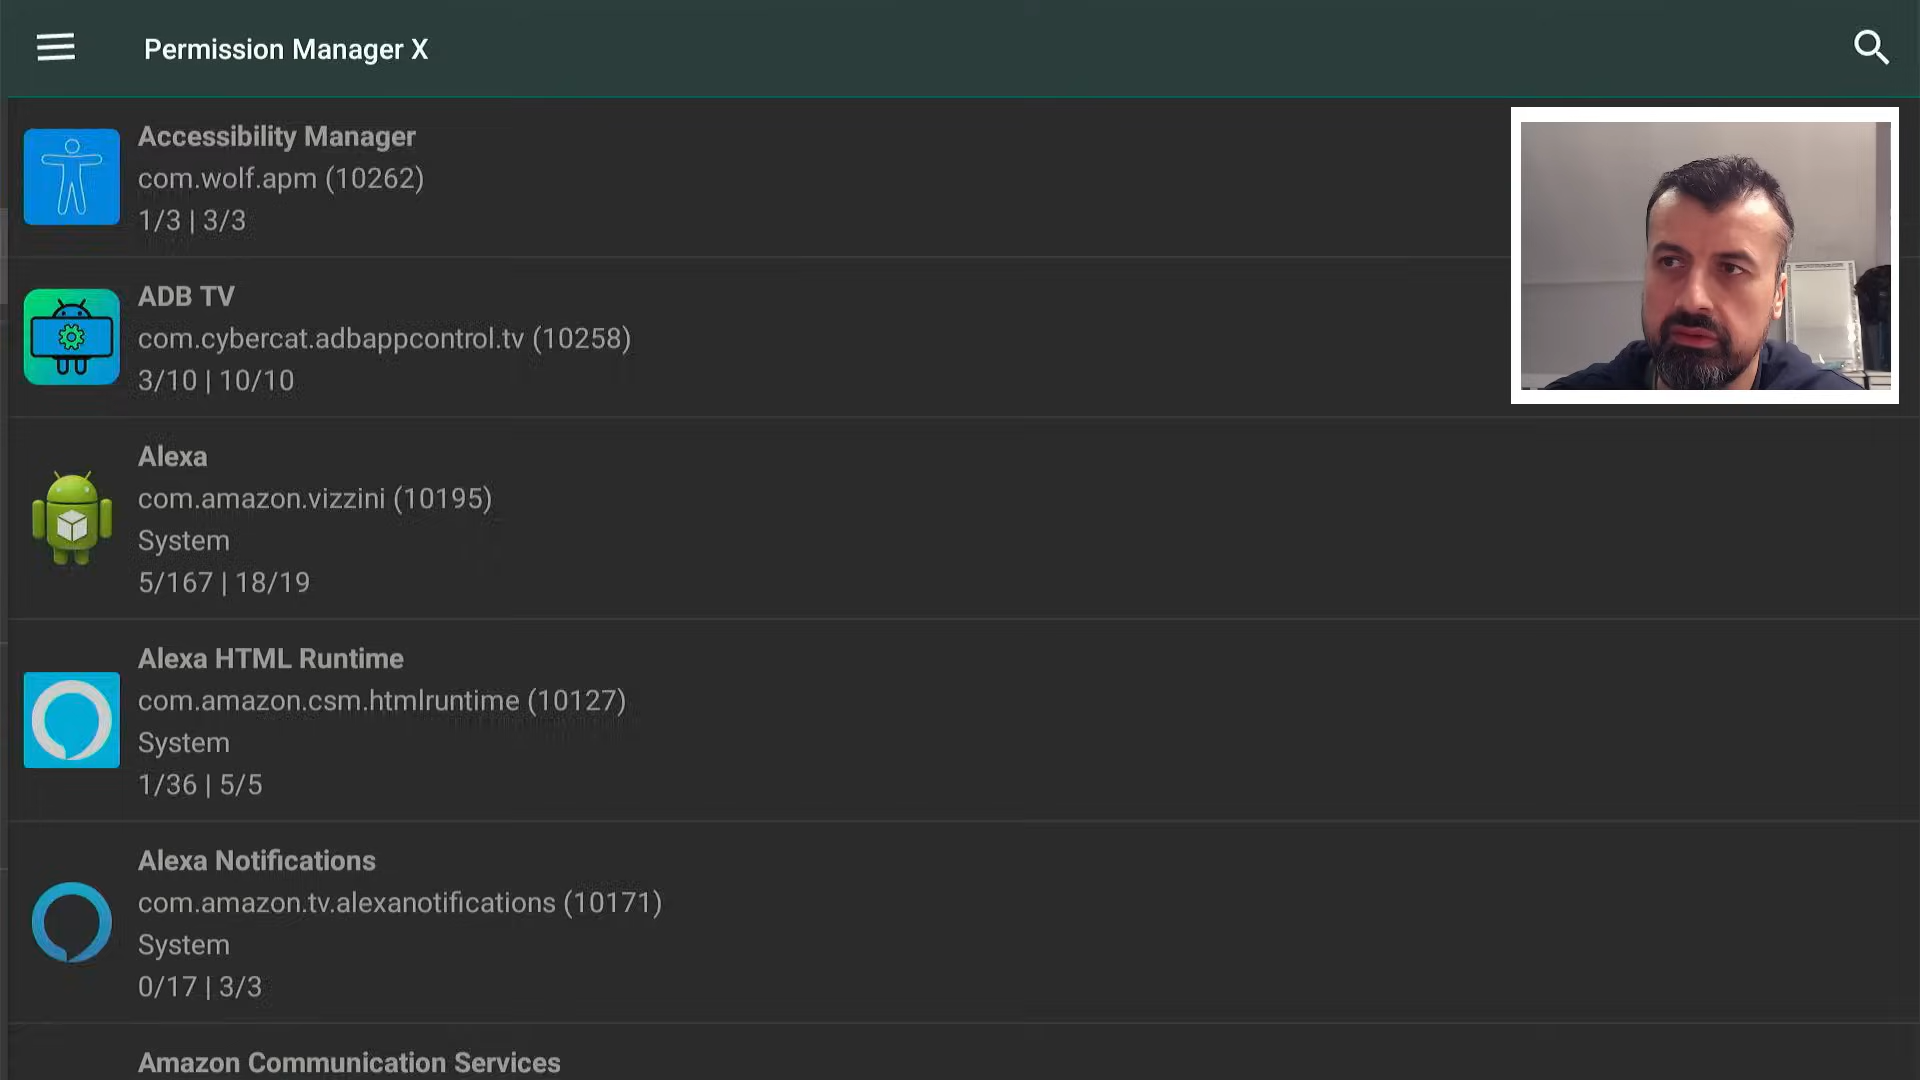 Permission Manager X
Accessibility Manager
com.wolf.apm (10262)
1/3 | 3/3
ADB TV
com.cybercat.adbappcontrol.tv (10258)
3/10 | 10/10
Alexa
com.amazon.vizzini (10195)
System
5/167 | 18/19
Alexa HTML Runtime
com.amazon.csm.htmlruntime (10127)
System
1/36 | 5/5
Alexa Notifications
com.amazon.tv.alexanotifications (10171)
System
0/17 | 3/3
Amazon Communication Services